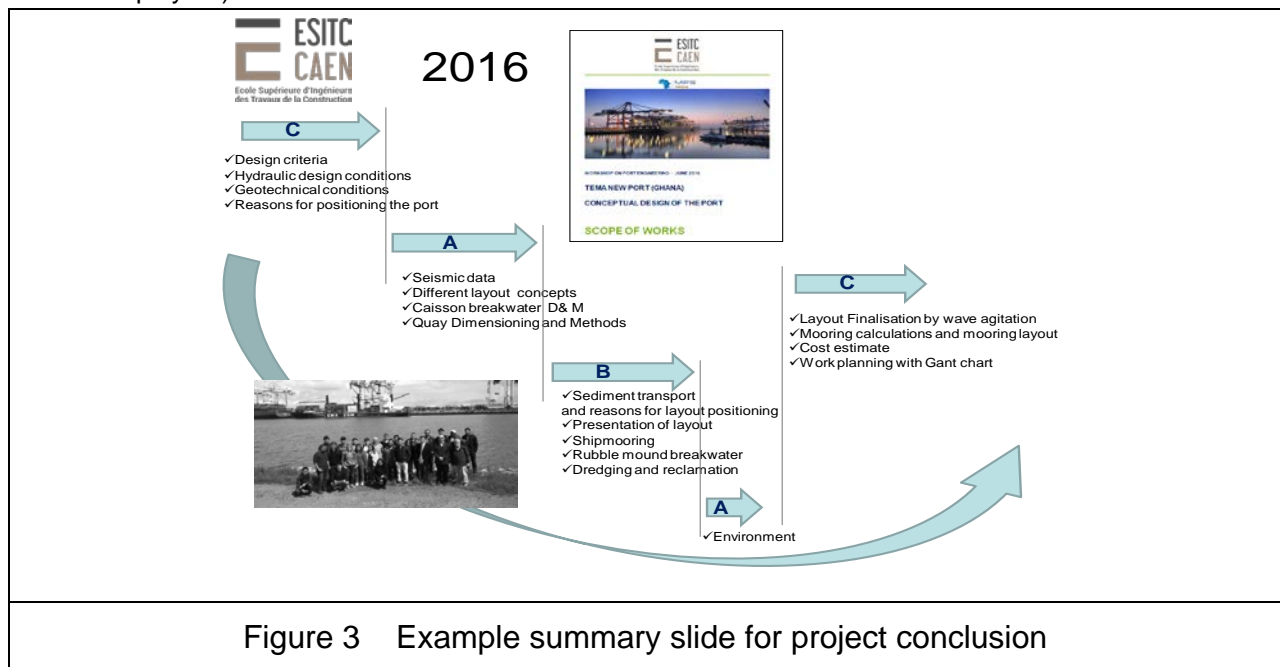 ESITC
CAEN
Ecole Supérieure d'Ingénieurs
des Travaux de la Construction
2016
ESITC
CAEN
WORKSHOP ON PORT ENGINEERING - JUNE 2016
TEMA NEW PORT (GHANA)
CONCEPTUAL DESIGN OF THE PORT
SCOPE OF WORKS
C
✓Design criteria
✓Hydraulic design conditions
✓Geotechnical conditions
✓Reasons for positioning the port
A
✓Seismic data
✓Different layout concepts
✓Caisson breakwater D& M
✓Quay Dimensioning and Methods
B
✓Sediment transport
and reasons for layout positioning
✓Presentation of layout
✓Shipmooring
✓Rubble mound breakwater
✓Dredging and reclamation
A
✓Environment
C
✓Layout Finalisation by wave agitation
✓Mooring calculations and mooring layout
✓Cost estimate
✓Work planning with Gant chart
Figure 3 Example summary slide for project conclusion